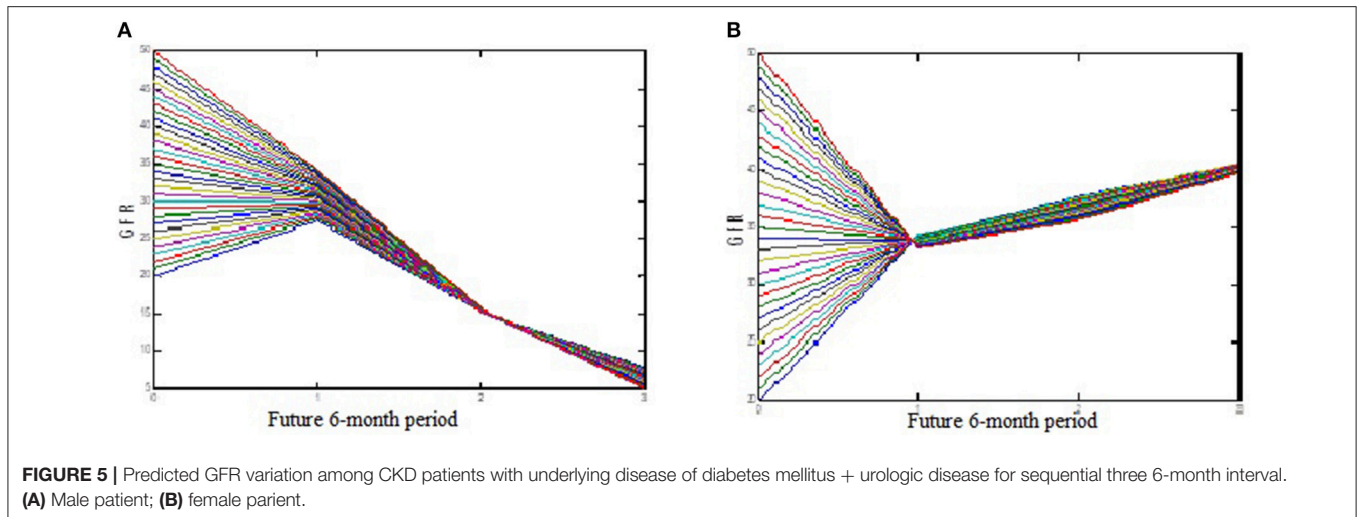 A
B
50
45
40
35
30
25
20
15
10
5
GFR
0
1
2
3
Future 6-month period
GFR
Future 6-month period
FIGURE 5 | Predicted GFR variation among CKD patients with underlying disease of diabetes mellitus + urologic disease for sequential three 6-month interval.
(A) Male patient; (B) female parient.